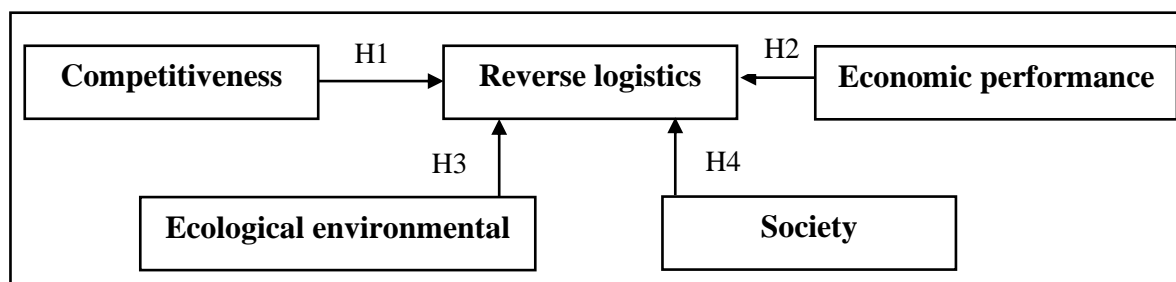 H1
H2
Competitiveness
Reverse logistics
Economic performance
H3
H4
Ecological environmental
Society